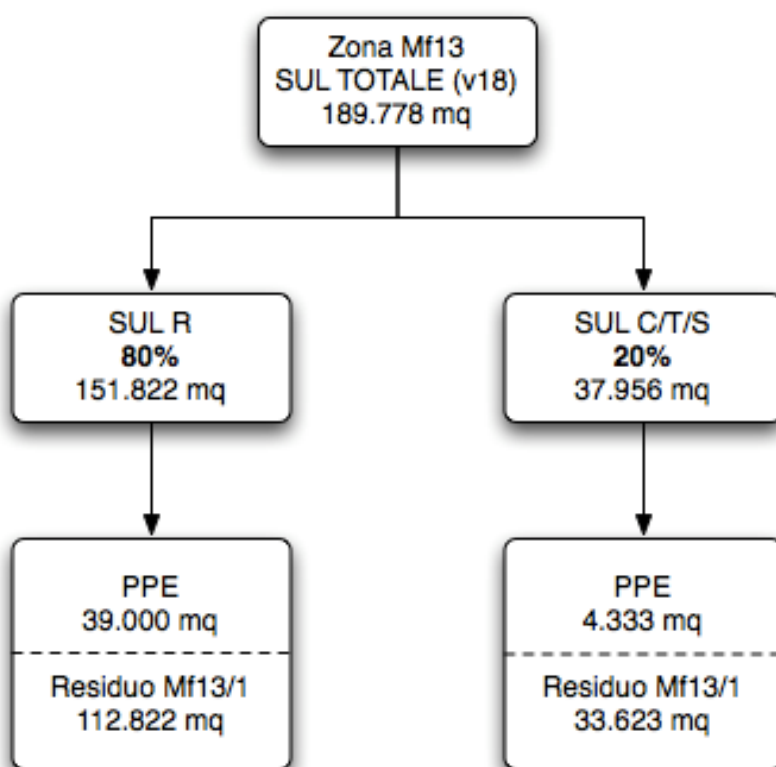 Zona Mf13
SUL TOTALE (v18)
189.778 mq
SUL R
80%
151.822 mq
SUL C/T/S
20%
37.956 mq
PPE
39.000 mq
Residuo Mf13/1
112.822 mq
PPE
4.333 mq
Residuo Mf13/1
33.623 mq